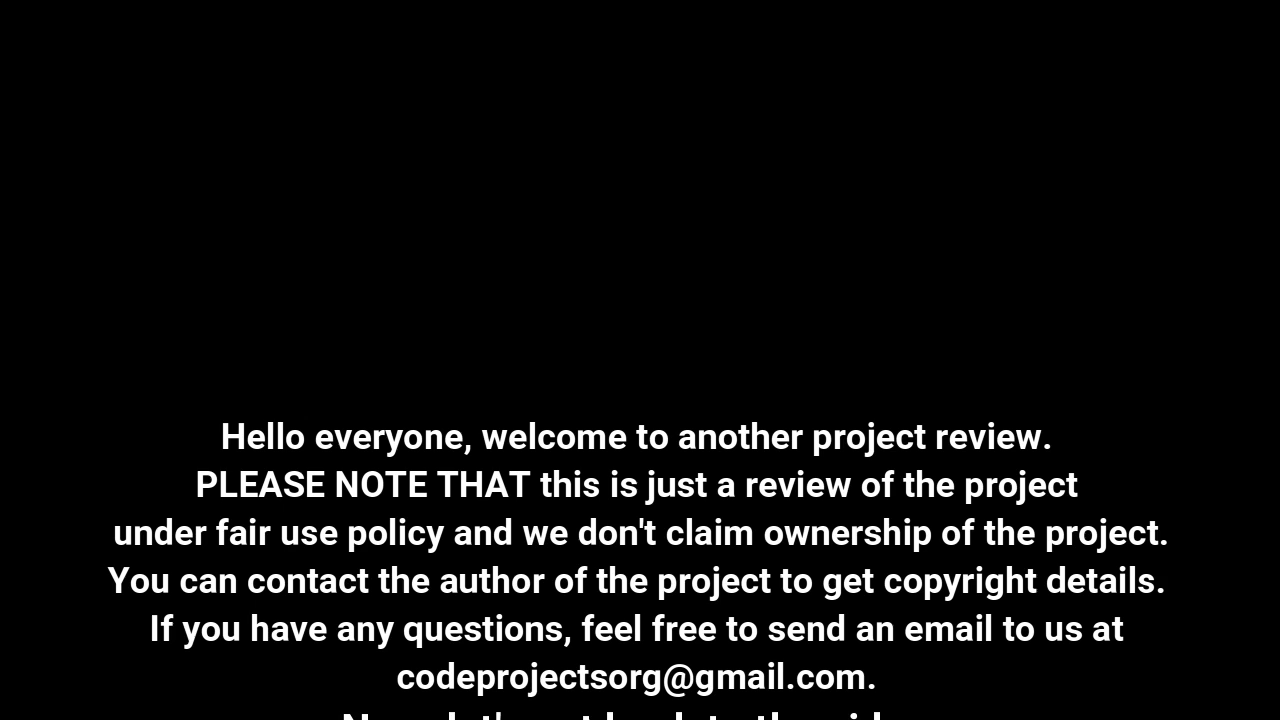 Hello everyone, welcome to another project review.
PLEASE NOTE THAT this is just a review of the project
under fair use policy and we don't claim ownership of the project.
You can contact the author of the project to get copyright details.
If you have any questions, feel free to send an email to us at
codeprojectsorg@gmail.com.